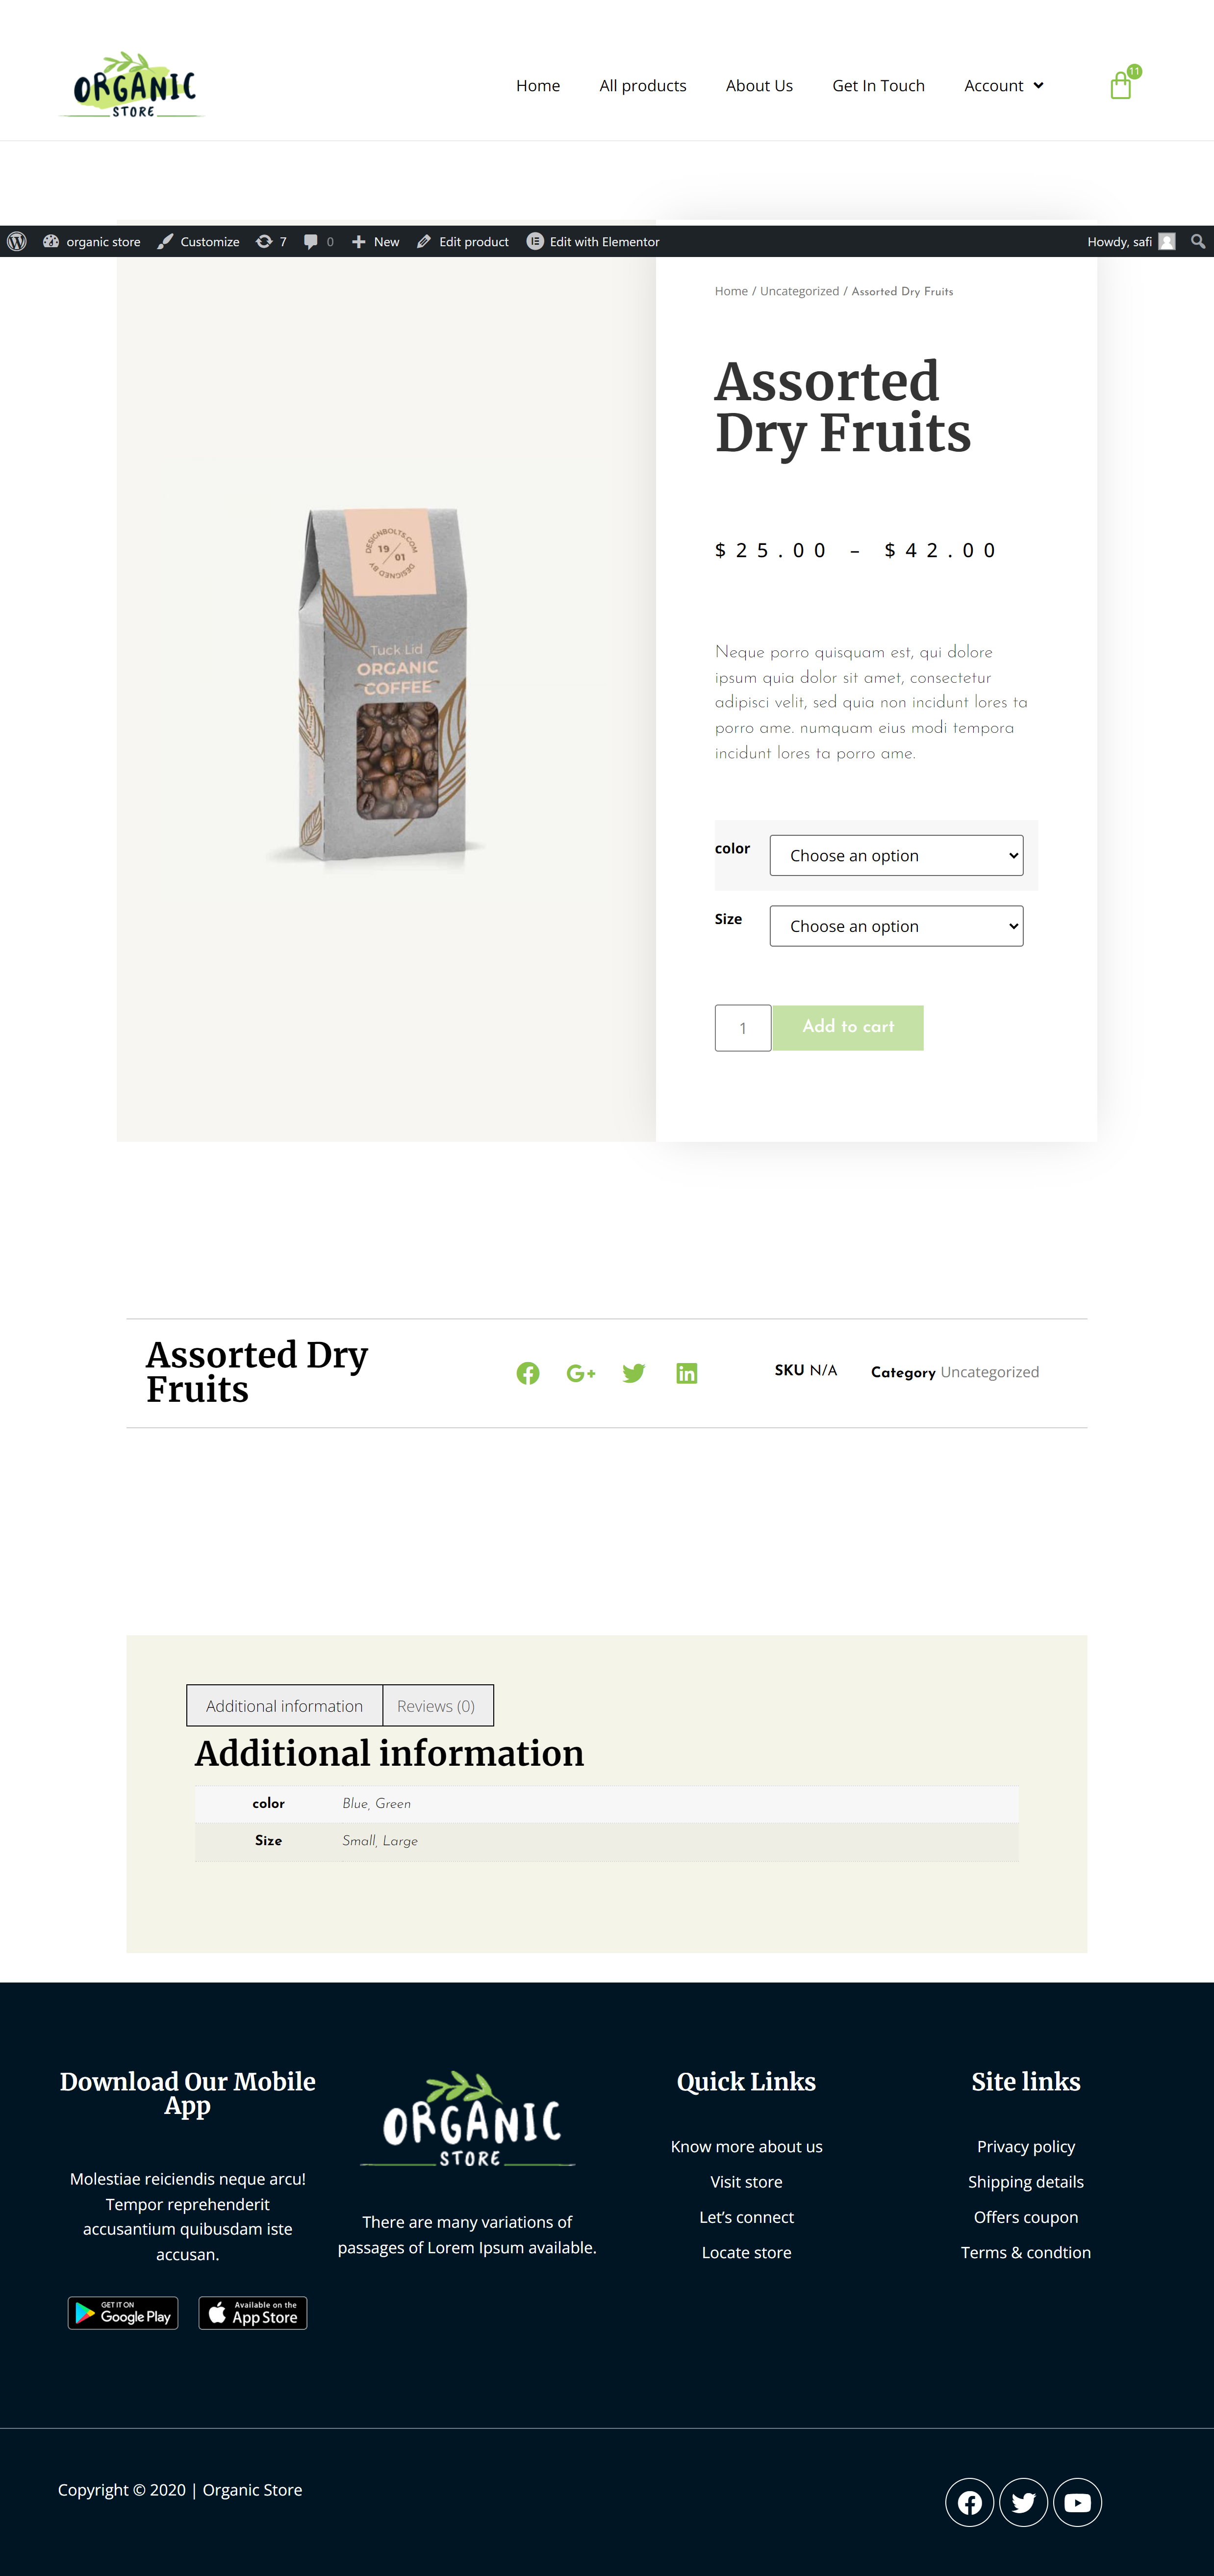 ORGANIC
STORE
Home All products About Us Get In Touch Account 11
organic store Customize 7 0 New Edit product Edit with Elementor Howdy, safi
Home / Uncategorized / Assorted Dry Fruits
Assorted
Dry Fruits
$25.00 – $42.00
DESIGNBOLTS.COM
19 / 01
DESIGNED BY
Tuck Lid
ORGANIC
COFFEE
Neque porro quisquam est, qui dolore
ipsum quia dolor sit amet, consectetur
adipisci velit, sed quia non incidunt lores ta
porro ame. numquam eius modi tempora
incidunt lores ta porro ame.
color Choose an option
Size Choose an option
1 Add to cart
Assorted Dry
Fruits
SKU N/A Category Uncategorized
Additional information Reviews (0)
Additional information
color Blue, Green
Size Small, Large
Download Our Mobile
App
Molestiae reiciendis neque arcu!
Tempor reprehenderit
accusantium quibusdam iste
accusan.
GET IT ON
Google Play
Available on the
App Store
ORGANIC
STORE
There are many variations of
passages of Lorem Ipsum available.
Quick Links
Know more about us
Visit store
Let’s connect
Locate store
Site links
Privacy policy
Shipping details
Offers coupon
Terms & condtion
Copyright © 2020 | Organic Store